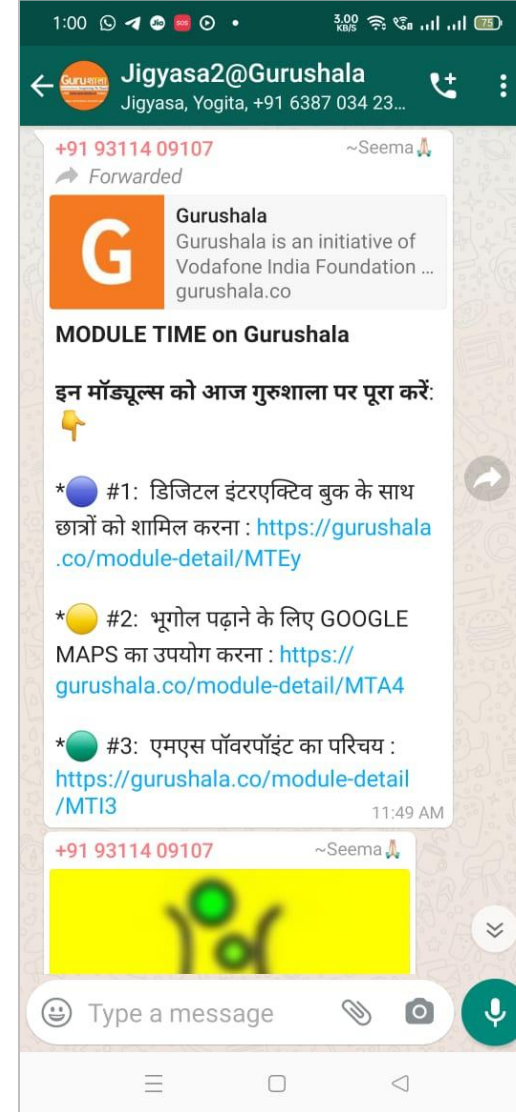 1:00
SOS
3.00 KB/S
75
Guruशाला
Jigyasa2@Gurushala
Jigyasa, Yogita, +91 6387 034 23...
+91 93114 09107 ~Seema🙏🏻
Forwarded
G
Gurushala
Gurushala is an initiative of
Vodafone India Foundation ...
gurushala.co
MODULE TIME on Gurushala
इन मॉड्यूल्स को आज गुरुशाला पर पूरा करें:
👇
*🔵 #1: डिजिटल इंटरएक्टिव बुक के साथ
छात्रों को शामिल करना : https://gurushala
.co/module-detail/MTEy
*🟡 #2: भूगोल पढ़ाने के लिए GOOGLE
MAPS का उपयोग करना : https://
gurushala.co/module-detail/MTA4
*🟢 #3: एमएस पॉवरपॉइंट का परिचय :
https://gurushala.co/module-detail
/MTI3
11:49 AM
+91 93114 09107 ~Seema🙏🏻
Type a message